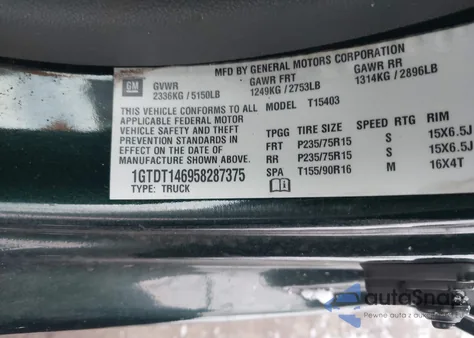 GM
MFD BY GENERAL MOTORS CORPORATION
GVWR GAWR FRT GAWR RR
2336KG / 5150LB 1249KG / 2753LB 1314KG / 2896LB
THIS VEHICLE CONFORMS TO ALL MODEL T15403
APPLICABLE FEDERAL MOTOR
VEHICLE SAFETY AND THEFT TPGG TIRE SIZE SPEED RTG RIM
PREVENTION STANDARDS IN FRT P235/75R15 S 15X6.5J
EFFECT ON THE DATE OF RR P235/75R15 S 15X6.5J
MANUFACTURE SHOWN ABOVE. SPA T155/90R16 M 16X4T
1GTDT146958287375
TYPE: TRUCK
autoSnap
Pewne auto z